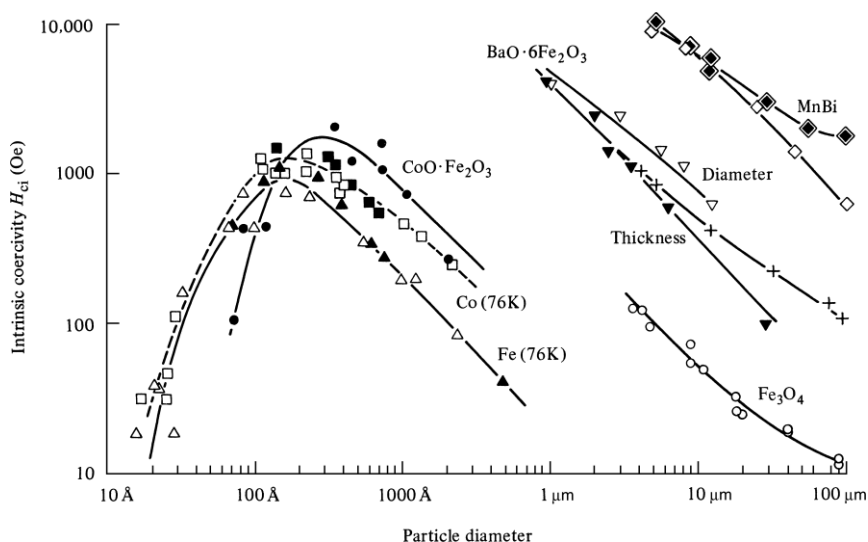 Intrinsic coercivity Hci (Oe)
10,000
1000
100
10
BaO·6Fe2O3
MnBi
CoO·Fe2O3
Diameter
Thickness
Co (76K)
Fe (76K)
Fe3O4
10 Å
100 Å
1000 Å
1 µm
10 µm
100 µm
Particle diameter